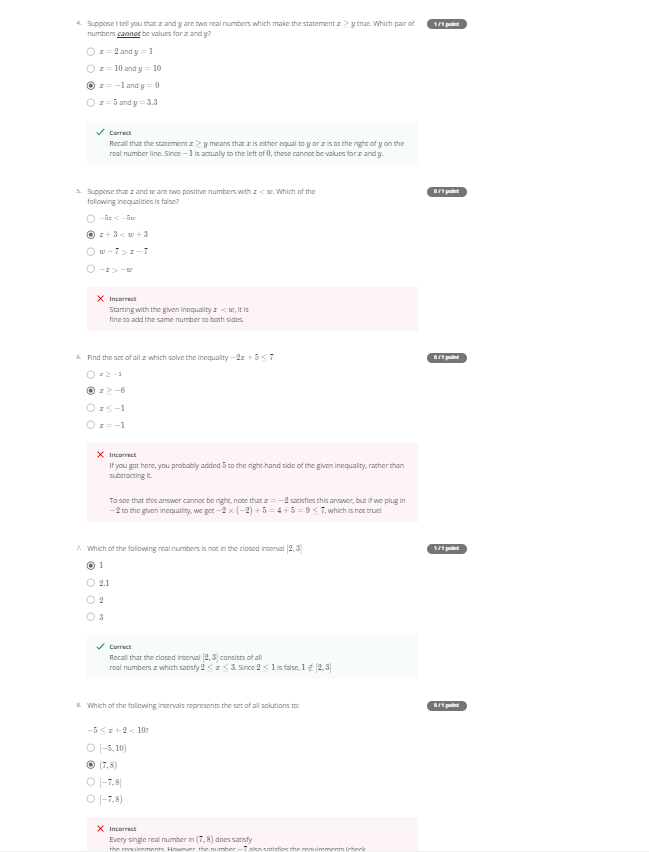 4. Suppose I tell you that x and y are two real numbers which make the statement x ≥ y true. Which pair of
1 / 1 point
numbers cannot be values for x and y?
x = 2 and y = 1
x = 10 and y = 10
x = −1 and y = 0
x = 5 and y = 3.3
Correct
Recall that the statement x ≥ y means that x is either equal to y or x is to the right of y on the
real number line. Since −1 is actually to the left of 0, these cannot be values for x and y.
5. Suppose that z and w are two positive numbers with z < w. Which of the
0 / 1 point
following inequalities is false?
−5z < −5w
z + 3 < w + 3
w − 7 > z − 7
−z > −w
Incorrect
Starting with the given inequality z < w, it is
fine to add the same number to both sides.
6. Find the set of all x which solve the inequality −2x + 5 ≤ 7
0 / 1 point
x ≥ −1
x ≥ −6
x ≤ −1
x = −1
Incorrect
If you got here, you probably added 5 to the right-hand side of the given inequality, rather than
subtracting it.
To see that this answer cannot be right, note that x = −2 satisfies this answer, but if we plug in
−2 to the given inequality, we get −2 × (−2) + 5 = 4 + 5 = 9 ≤ 7, which is not true!
7. Which of the following real numbers is not in the closed interval [2, 3]
1 / 1 point
1
2.1
2
3
Correct
Recall that the closed interval [2, 3] consists of all
real numbers x which satisfy 2 ≤ x ≤ 3. Since 2 ≤ 1 is false, 1 ∉ [2, 3]
8. Which of the following intervals represents the set of all solutions to:
0 / 1 point
−5 ≤ x + 2 < 10?
[−5, 10)
(7, 8)
[−7, 8]
[−7, 8)
Incorrect
Every single real number in (7, 8) does satisfy
the requirements. However, the number −7 also satisfies the requirements (check